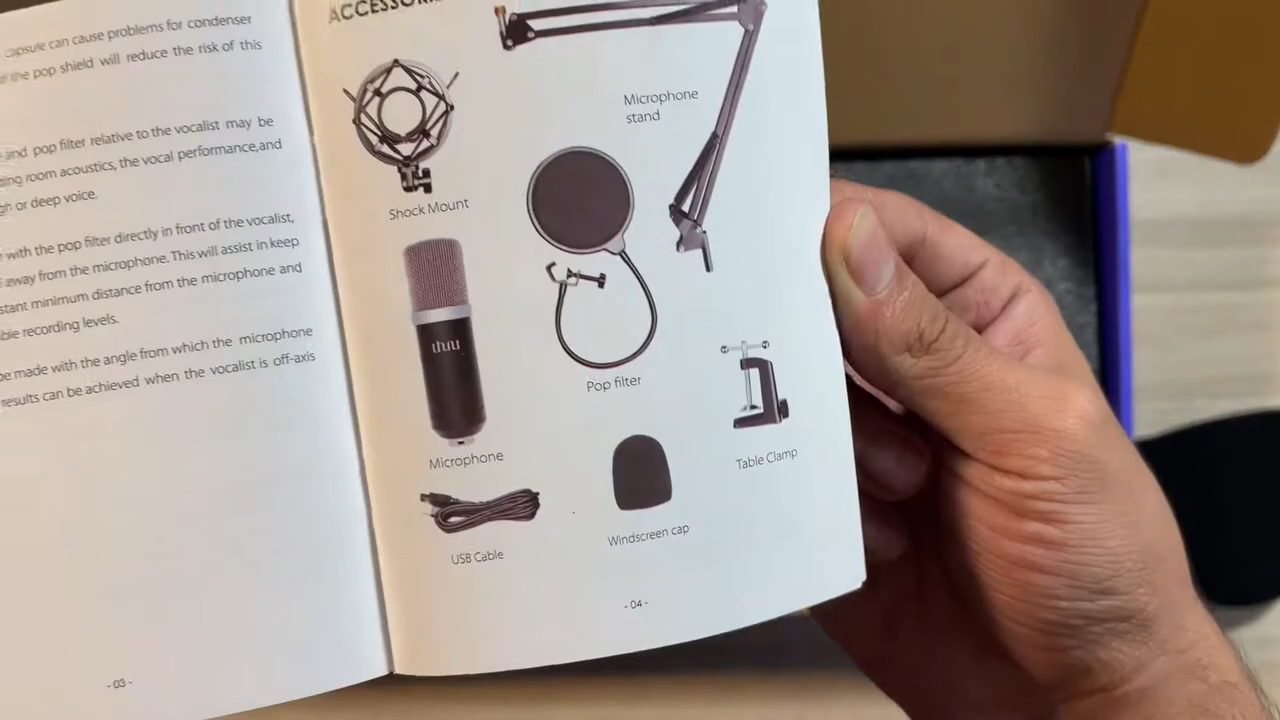 capsule can cause problems for condenser
the pop shield will reduce the risk of this
and pop filter relative to the vocalist may be
room acoustics, the vocal performance,and
or deep voice.
with the pop filter directly in front of the vocalist,
away from the microphone. This will assist in keep
minimum distance from the microphone and
recording levels.
be made with the angle from which the microphone
results can be achieved when the vocalist is off-axis
- 03 -
Microphone
stand
Shock Mount
Pop filter
Microphone
Table Clamp
Windscreen cap
USB Cable
- 04 -